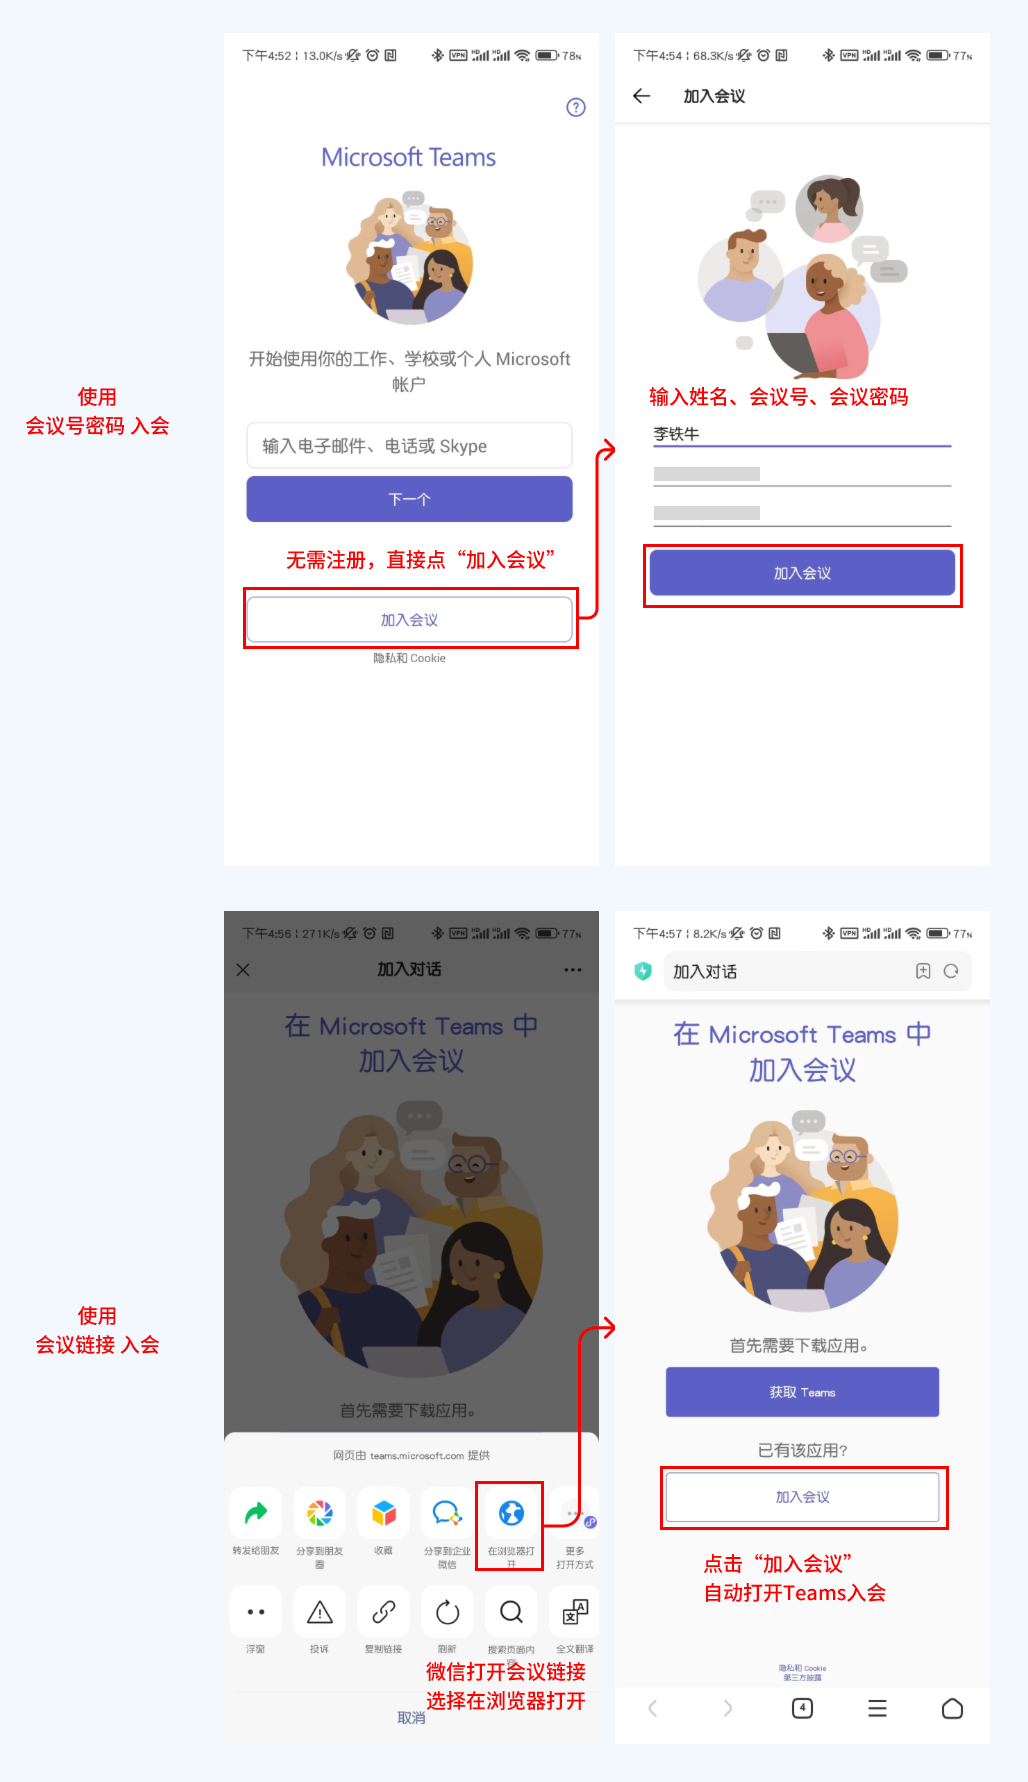 下午4:52 | 13.0K/s
VPN
HD
HD
78%
下午4:54 | 68.3K/s
VPN
HD
HD
77%
加入会议
Microsoft Teams
开始使用你的工作、学校或个人 Microsoft
帐户
使用
会议号密码 入会
输入姓名、会议号、会议密码
李铁牛
输入电子邮件、电话或 Skype
下一个
无需注册，直接点“加入会议”
加入会议
加入会议
隐私和 Cookie
下午4:56 | 271K/s
VPN
HD
HD
77%
加入对话
在 Microsoft Teams 中
加入会议
首先需要下载应用。
下午4:57 | 8.2K/s
VPN
HD
HD
77%
加入对话
在 Microsoft Teams 中
加入会议
使用
会议链接 入会
首先需要下载应用。
获取 Teams
已有该应用?
加入会议
点击“加入会议”
自动打开Teams入会
网页由 teams.microsoft.com 提供
转发给朋友
分享到朋友
圈
收藏
分享到企业
微信
在浏览器打
开
更多
打开方式
浮窗
投诉
复制链接
刷新
搜索页面内
容
全文翻译
微信打开会议链接
选择在浏览器打开
取消
隐私和 Cookie
第三方披露
4